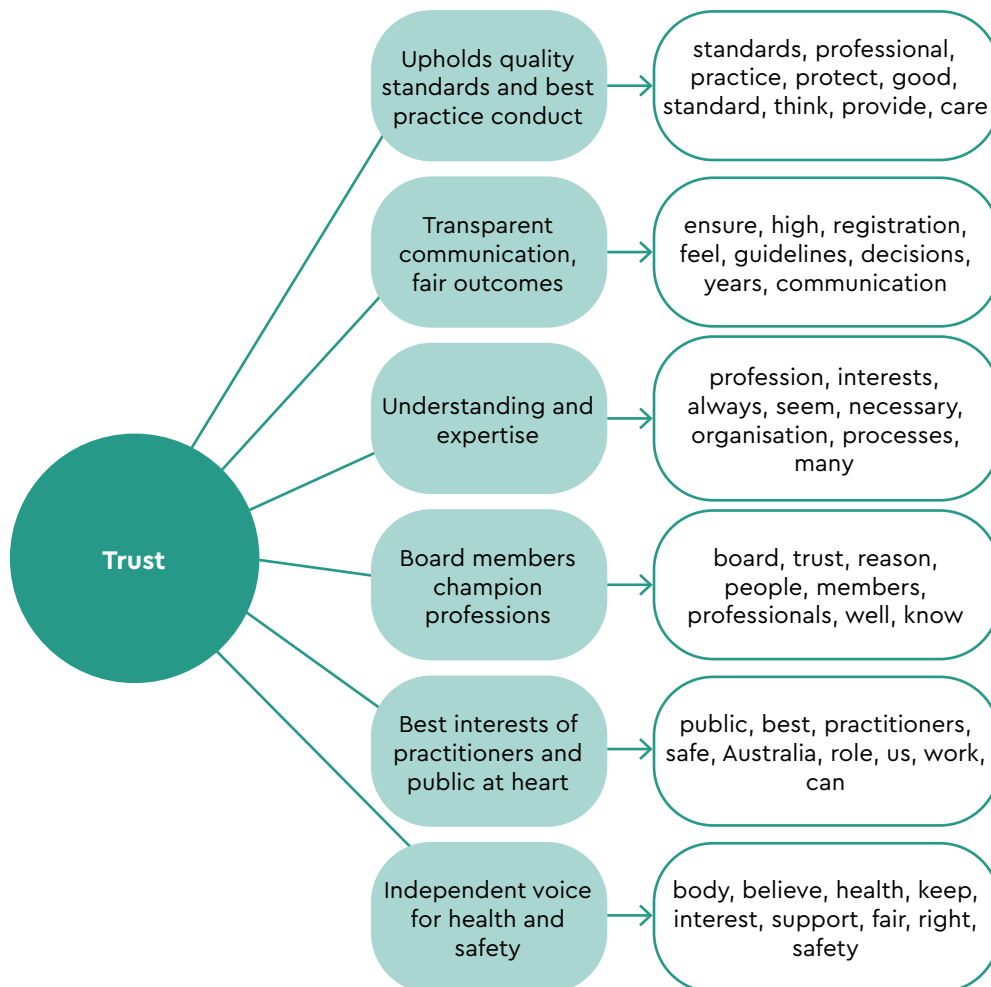 Trust
Upholds quality
standards and best
practice conduct
standards, professional,
practice, protect, good,
standard, think, provide, care
Transparent
communication,
fair outcomes
ensure, high, registration,
feel, guidelines, decisions,
years, communication
Understanding and
expertise
profession, interests,
always, seem, necessary,
organisation, processes,
many
Board members
champion
professions
board, trust, reason,
people, members,
professionals, well, know
Best interests of
practitioners and
public at heart
public, best, practitioners,
safe, Australia, role, us, work,
can
Independent voice
for health and
safety
body, believe, health, keep,
interest, support, fair, right,
safety